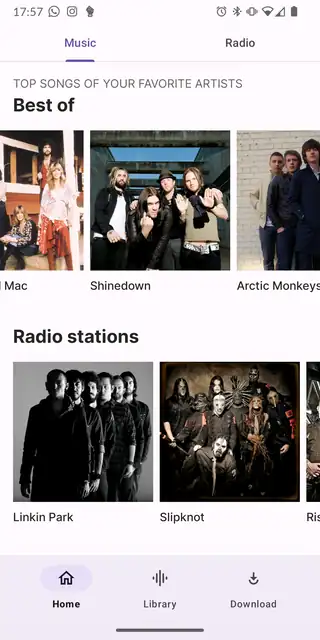 17:57
Music Radio
TOP SONGS OF YOUR FAVORITE ARTISTS
Best of
Mac Shinedown Arctic Monkeys
Radio stations
Linkin Park Slipknot Ris
Home Library Download